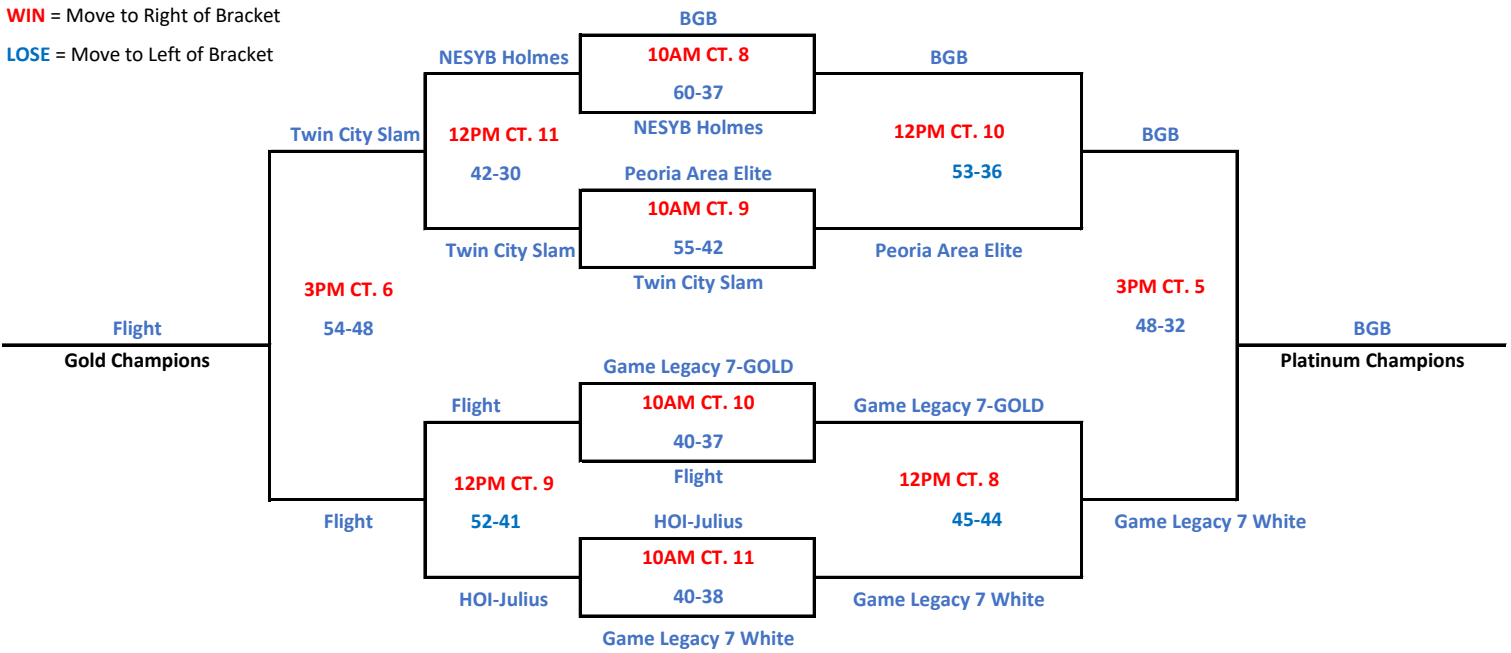 WIN = Move to Right of Bracket
BGB
LOSE = Move to Left of Bracket
NESYB Holmes
10AM CT. 8
BGB
60-37
Twin City Slam
12PM CT. 11
NESYB Holmes
12PM CT. 10
BGB
42-30
Peoria Area Elite
53-36
10AM CT. 9
Twin City Slam
55-42
Peoria Area Elite
Twin City Slam
3PM CT. 6
3PM CT. 5
Flight
54-48
48-32
BGB
Gold Champions
Platinum Champions
Game Legacy 7-GOLD
Flight
10AM CT. 10
Game Legacy 7-GOLD
40-37
12PM CT. 9
Flight
12PM CT. 8
Flight
52-41
HOI-Julius
45-44
Game Legacy 7 White
10AM CT. 11
HOI-Julius
40-38
Game Legacy 7 White
Game Legacy 7 White